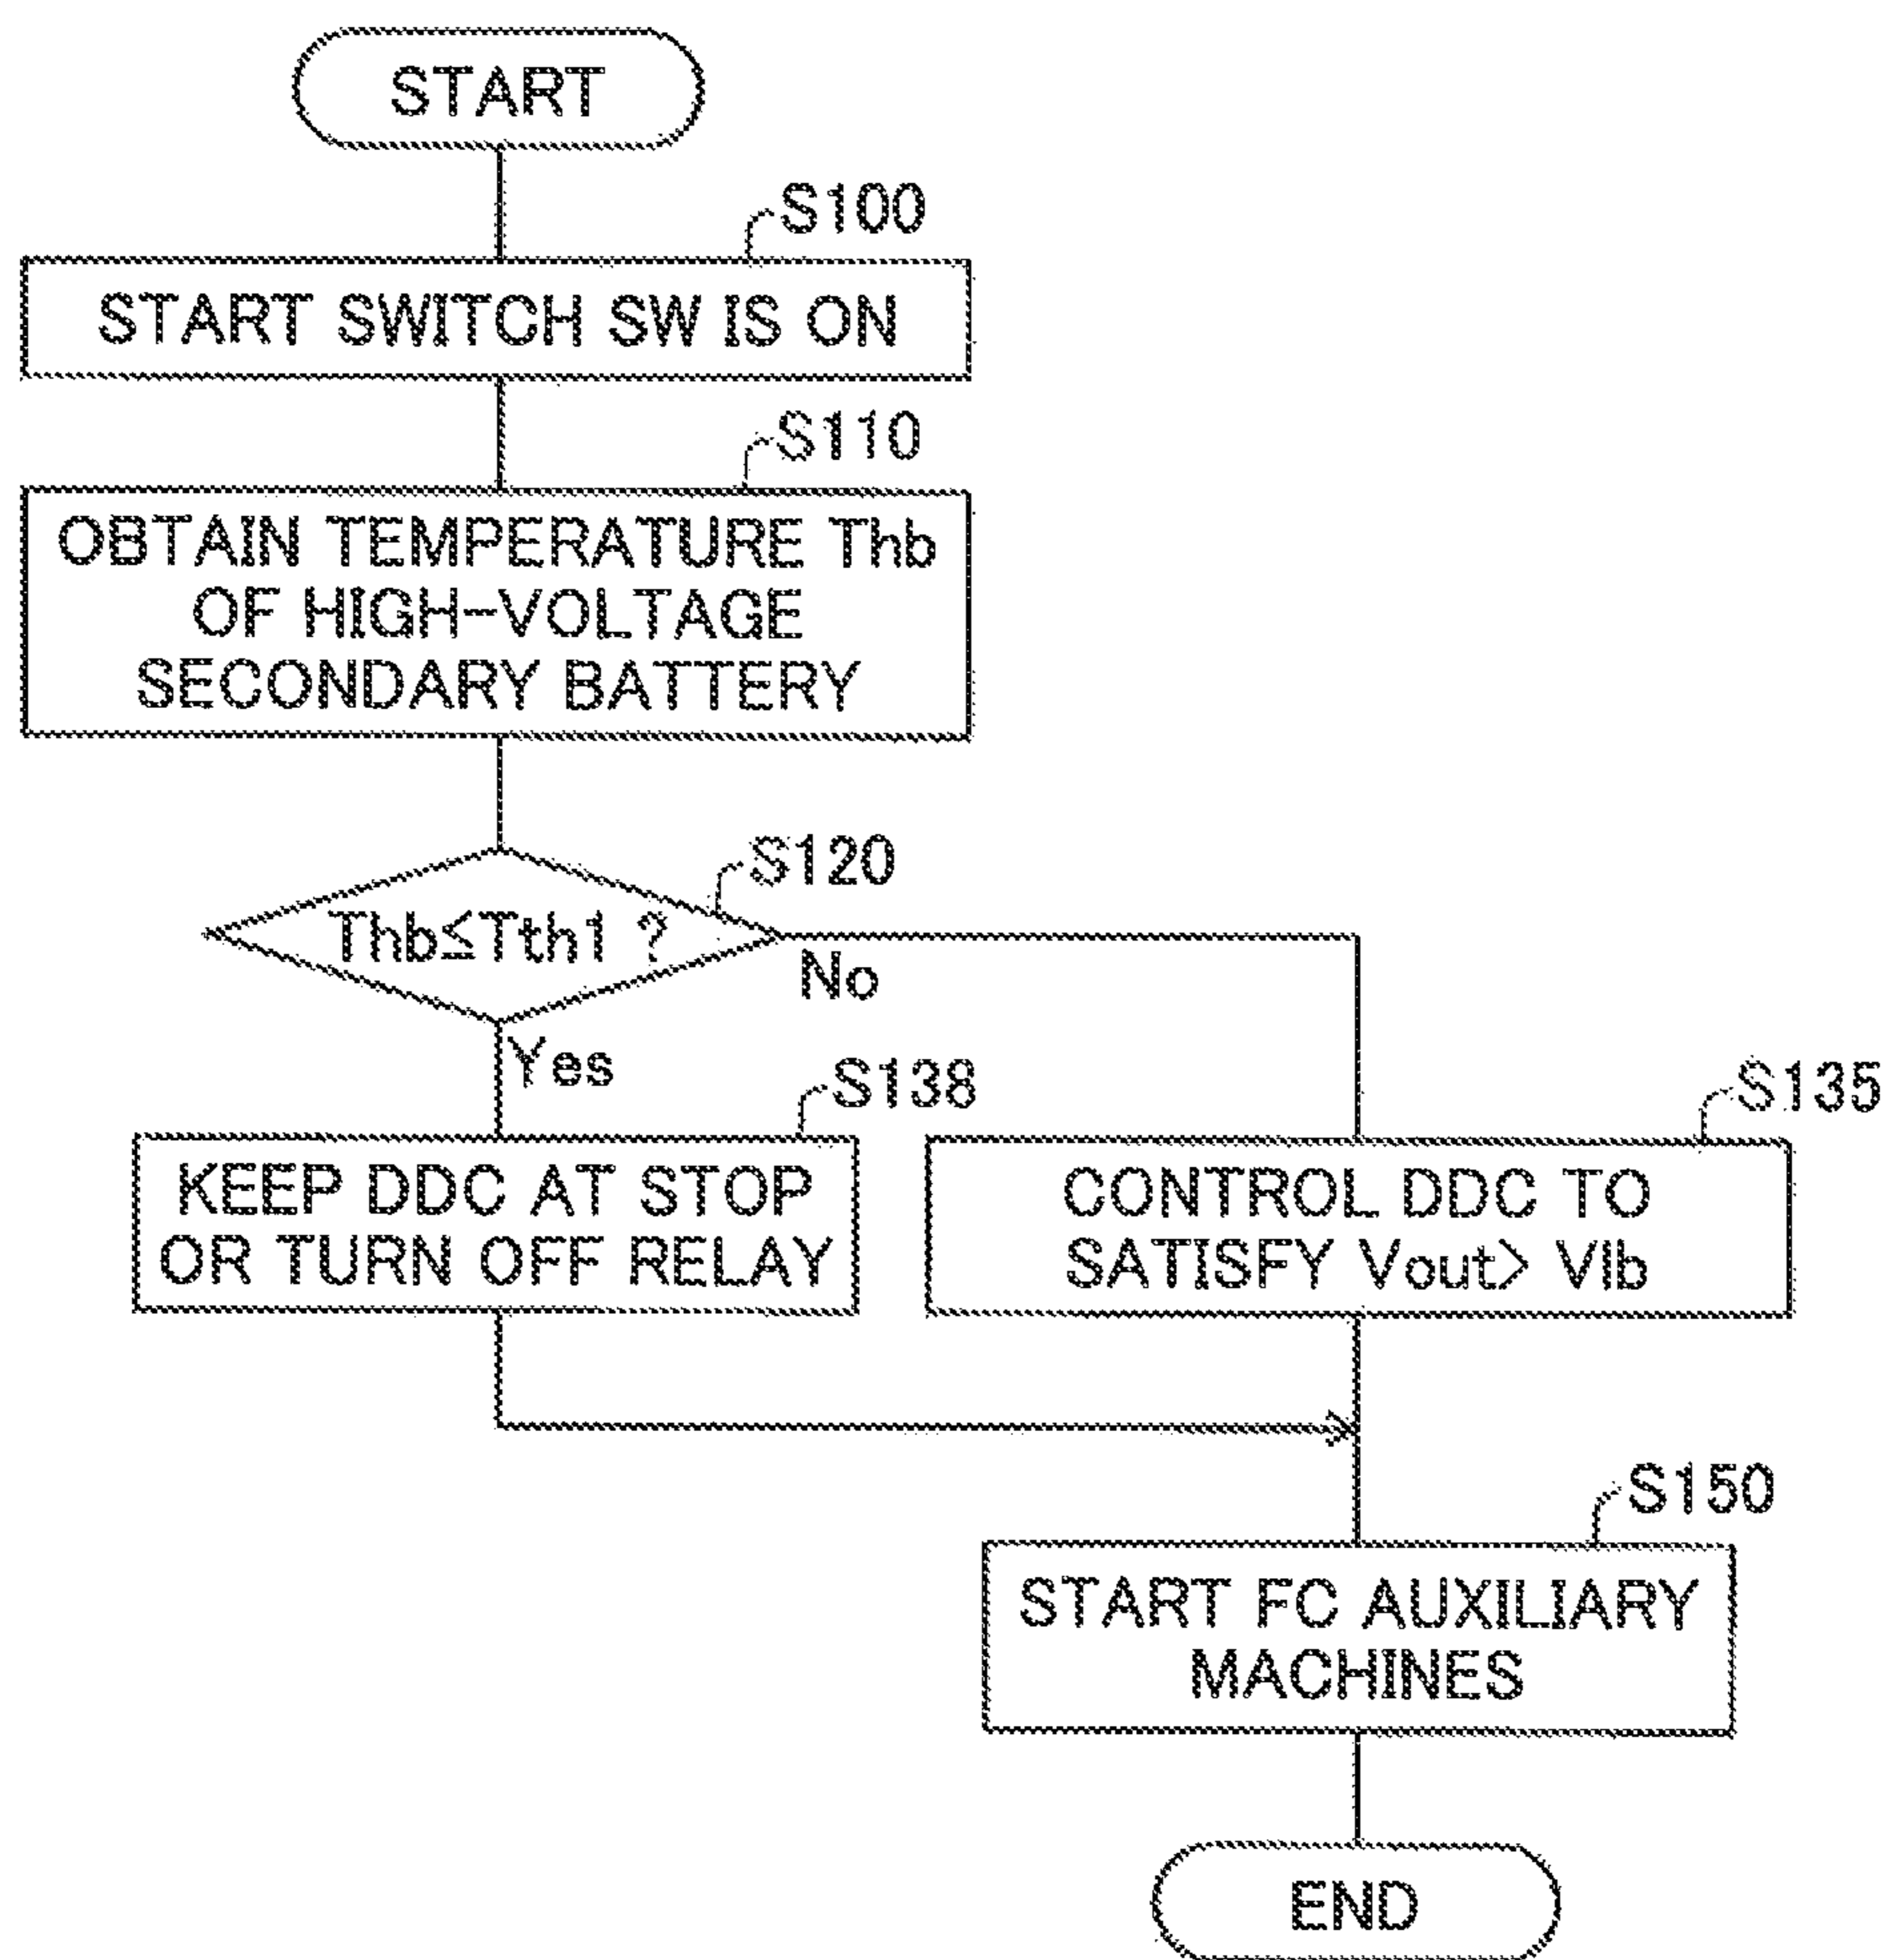 START
S100
START SWITCH SW IS ON
S110
OBTAIN TEMPERATURE Thb
OF HIGH-VOLTAGE
SECONDARY BATTERY
S120
Thb≤Tth1 ?
No
Yes
S138
KEEP DDC AT STOP
OR TURN OFF RELAY
S135
CONTROL DDC TO
SATISFY Vout> Vlb
S150
START FC AUXILIARY
MACHINES
END